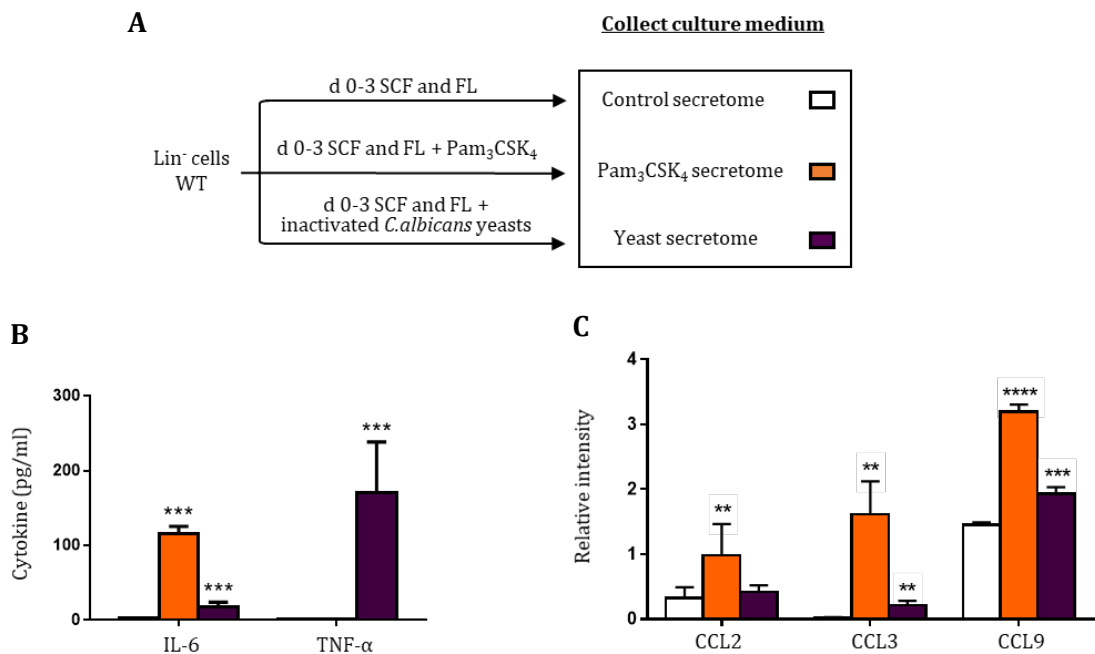 A
Collect culture medium
d 0-3 SCF and FL
Control secretome
Lin⁻ cells
WT
d 0-3 SCF and FL + Pam₃CSK₄
Pam₃CSK₄ secretome
d 0-3 SCF and FL +
inactivated C.albicans yeasts
Yeast secretome
B
Cytokine (pg/ml)
300
200
100
0
***
***
***
IL-6
TNF-α
C
Relative intensity
4
3
2
1
0
**
**
**
****
***
CCL2
CCL3
CCL9